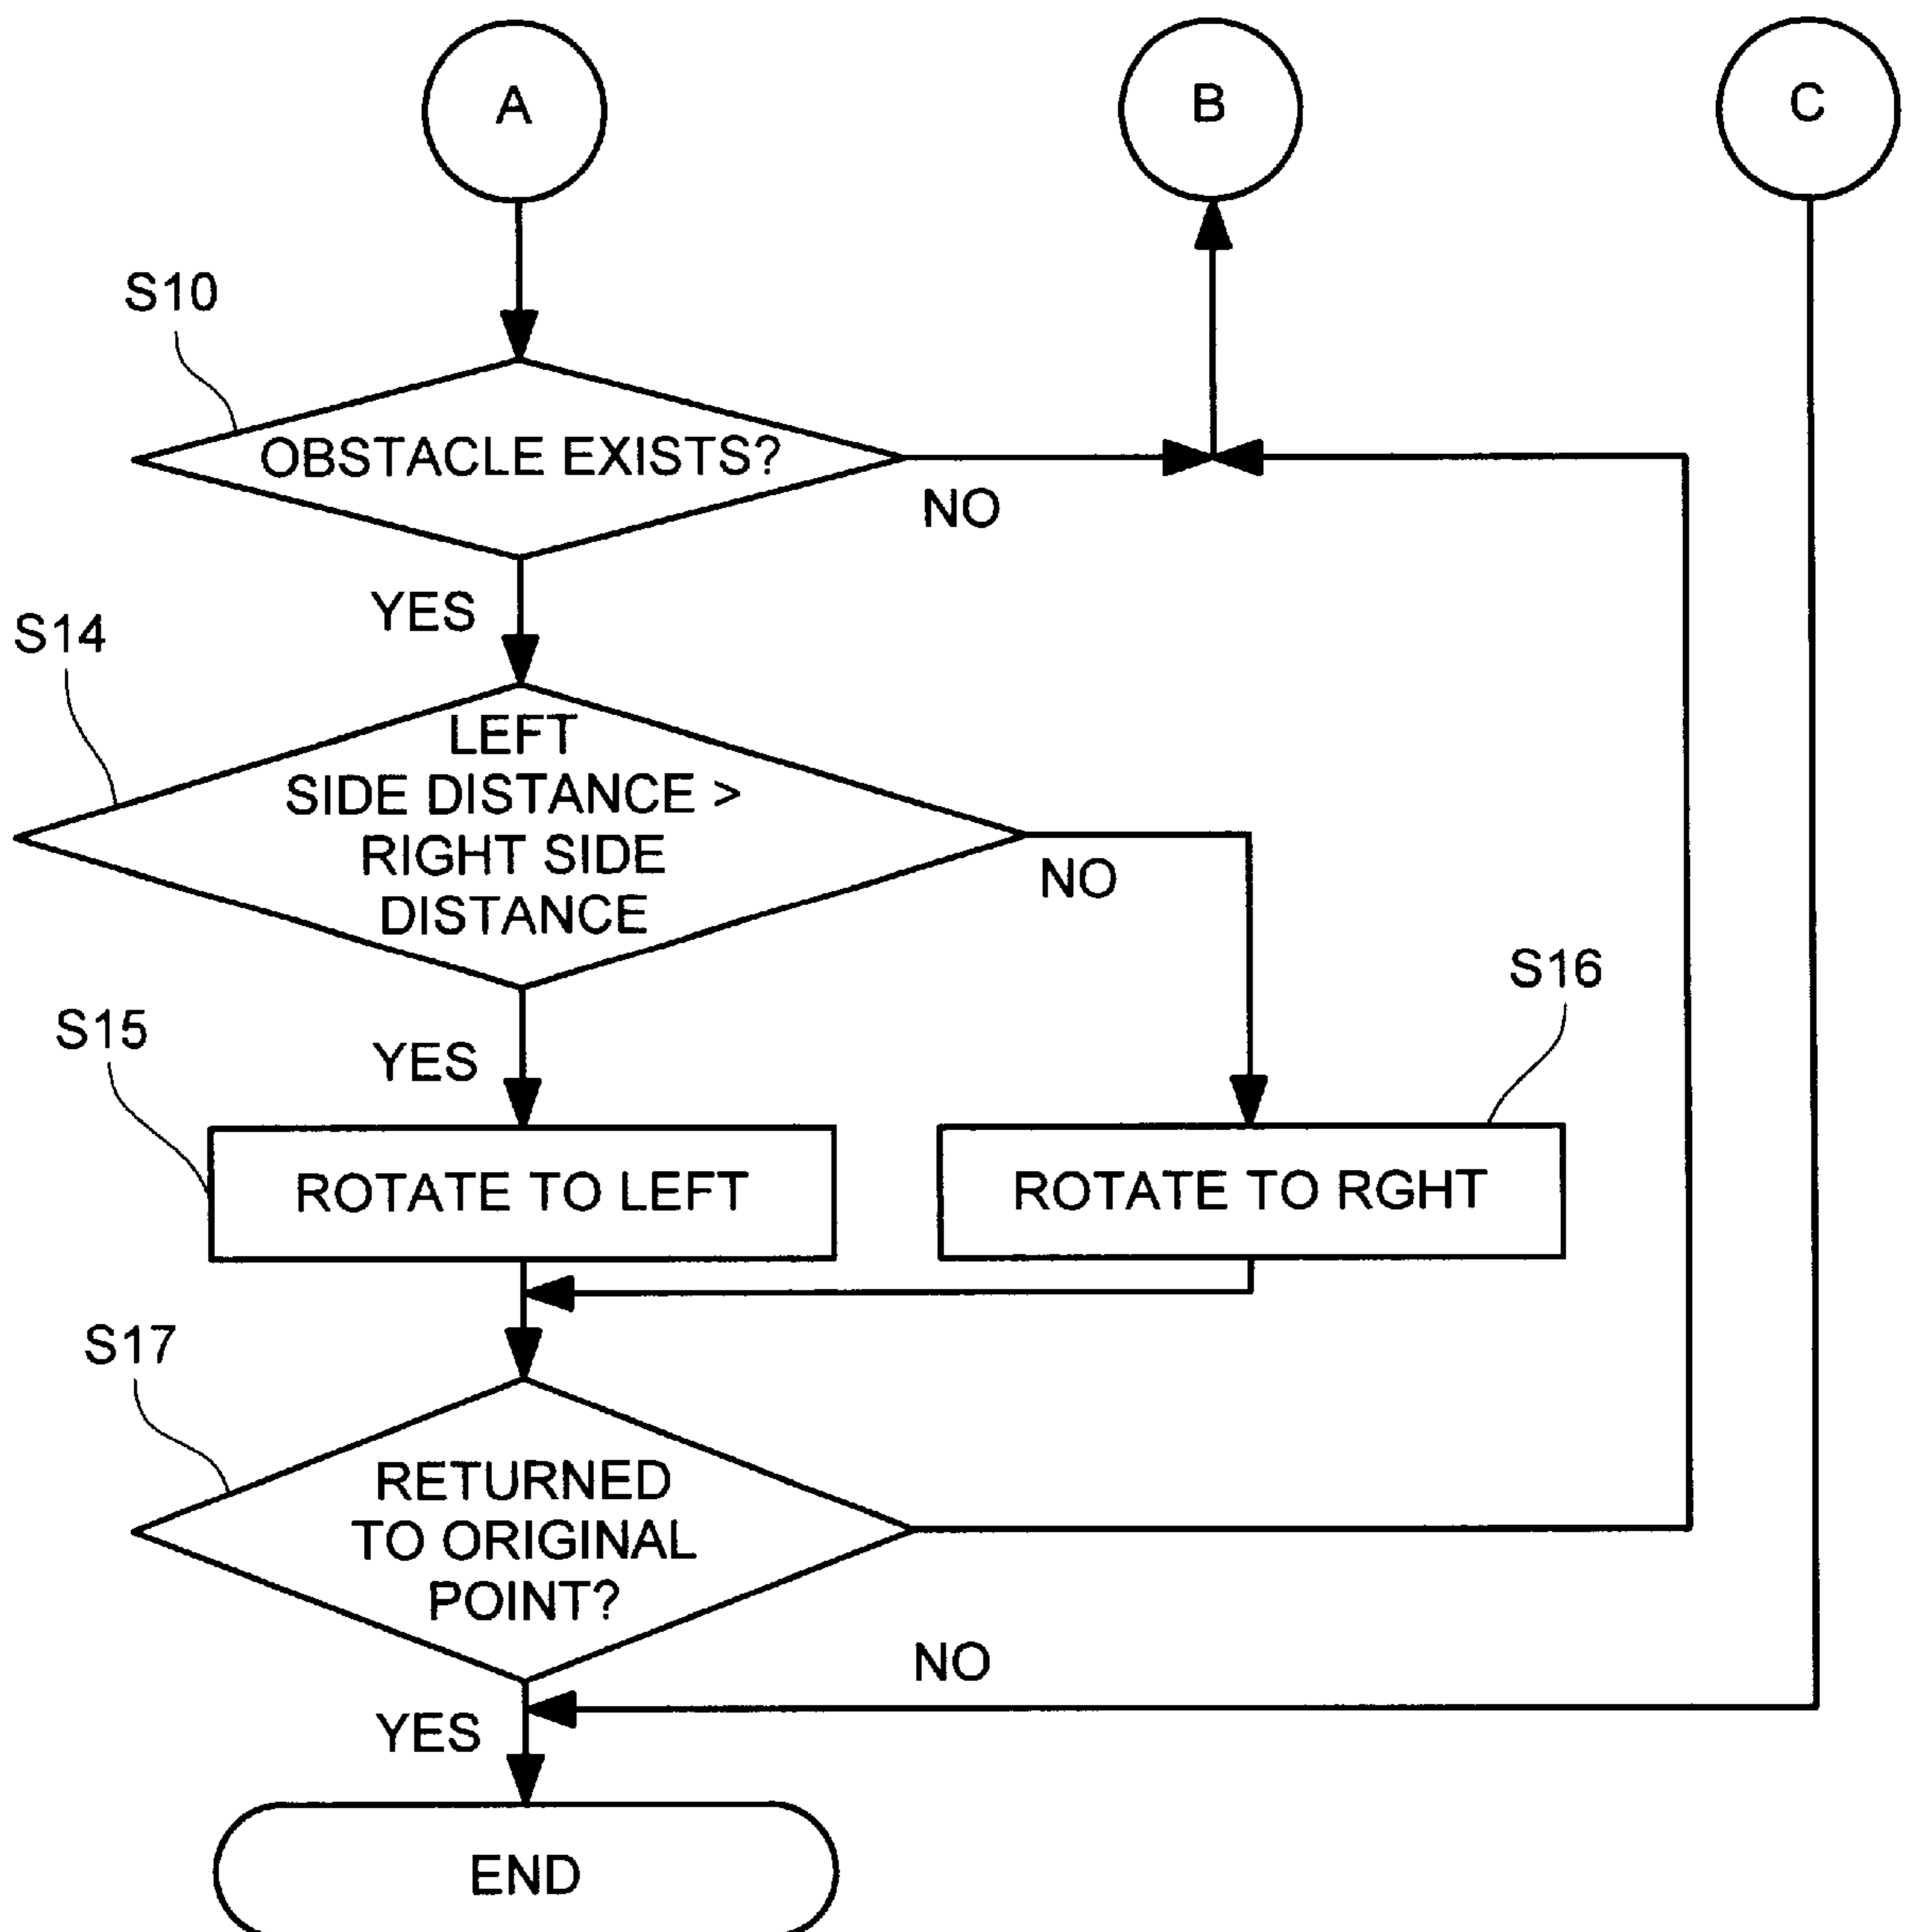 A
B
C
S10
OBSTACLE EXISTS?
NO
YES
S14
LEFT
SIDE DISTANCE >
RIGHT SIDE
DISTANCE
NO
S16
S15
YES
ROTATE TO LEFT
ROTATE TO RGHT
S17
RETURNED
TO ORIGINAL
POINT?
NO
YES
END